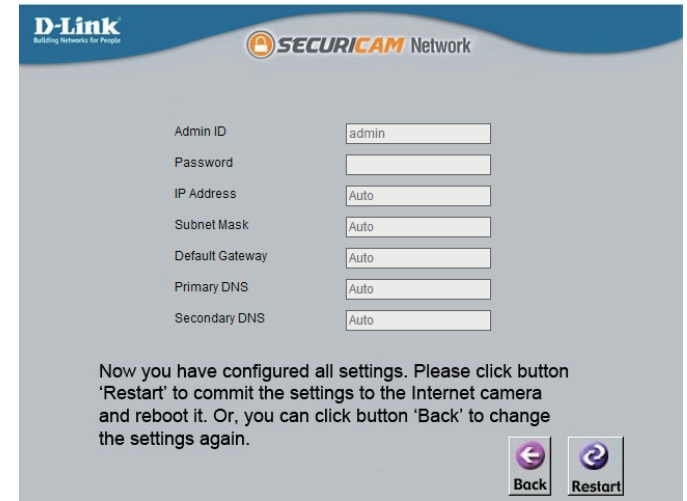 D-Link
Building Networks for People
SECURICAM Network
Admin ID admin
Password
IP Address Auto
Subnet Mask Auto
Default Gateway Auto
Primary DNS Auto
Secondary DNS Auto
Now you have configured all settings. Please click button
‘Restart’ to commit the settings to the Internet camera
and reboot it. Or, you can click button ‘Back’ to change
the settings again.
Back Restart